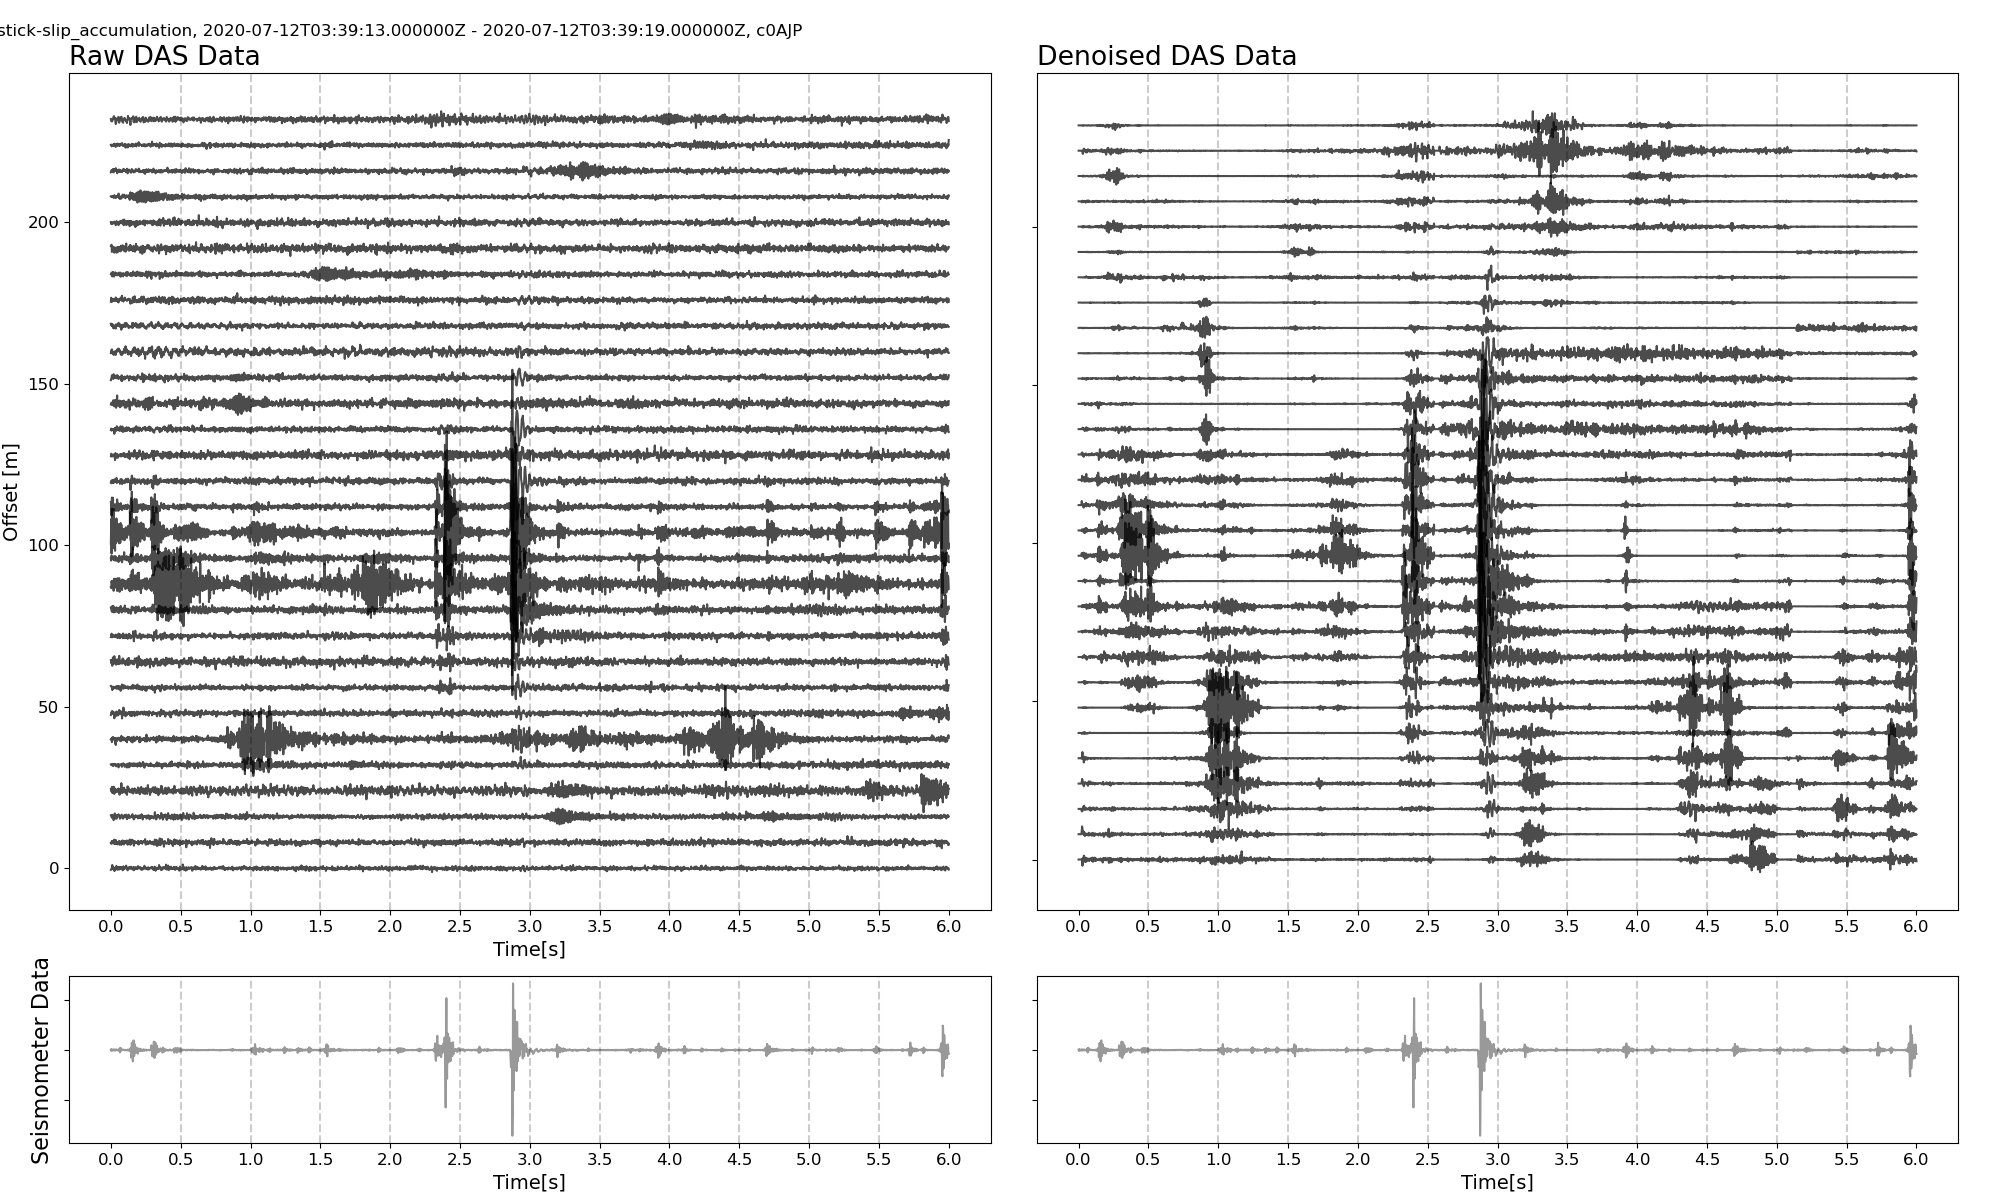 stick-slip_accumulation, 2020-07-12T03:39:13.000000Z - 2020-07-12T03:39:19.000000Z, c0AJP
Raw DAS Data
Denoised DAS Data
Offset [m]
200
150
100
50
0
0.0 0.5 1.0 1.5 2.0 2.5 3.0 3.5 4.0 4.5 5.0 5.5 6.0
Time[s]
0.0 0.5 1.0 1.5 2.0 2.5 3.0 3.5 4.0 4.5 5.0 5.5 6.0
Seismometer Data
0.0 0.5 1.0 1.5 2.0 2.5 3.0 3.5 4.0 4.5 5.0 5.5 6.0
Time[s]
0.0 0.5 1.0 1.5 2.0 2.5 3.0 3.5 4.0 4.5 5.0 5.5 6.0
Time[s]